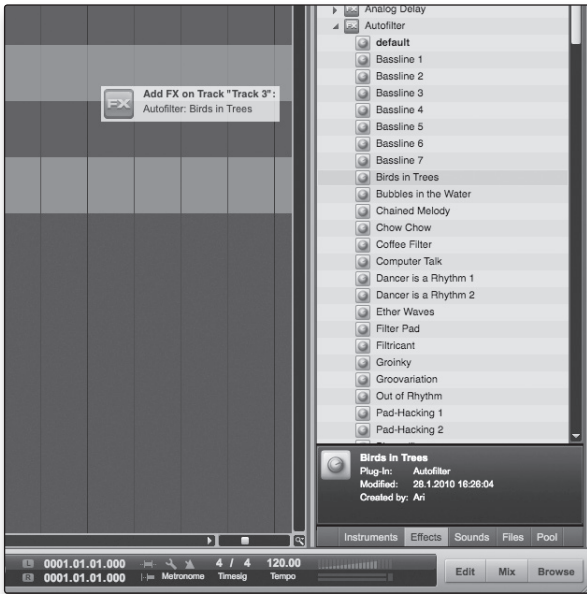 Analog Delay
Autofilter
default
Bassline 1
Bassline 2
Bassline 3
Bassline 4
Bassline 5
Bassline 6
Bassline 7
Birds in Trees
Bubbles in the Water
Chained Melody
Chow Chow
Coffee Filter
Computer Talk
Dancer is a Rhythm 1
Dancer is a Rhythm 2
Ether Waves
Filter Pad
Filtricant
Groinky
Groovariation
Out of Rhythm
Pad-Hacking 1
Pad-Hacking 2
FX Add FX on Track "Track 3":
Autofilter: Birds in Trees
Birds in Trees
Plug-In: Autofilter
Modified: 28.1.2010 16:26:04
Created by: Ari
Instruments Effects Sounds Files Pool
L 0001.01.01.000 4 / 4 120.00
R 0001.01.01.000 Metronome Timesig Tempo
Edit Mix Browse